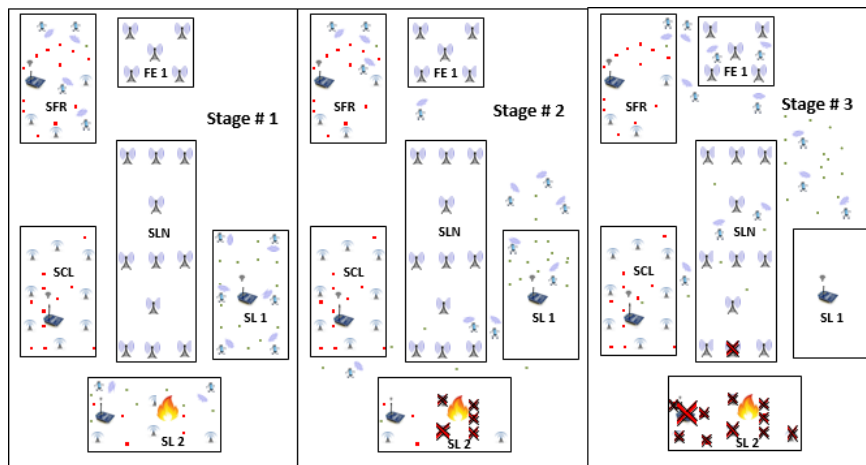 FE 1
SFR
Stage # 1
SLN
SCL
SL 1
SL 2
FE 1
SFR
Stage # 2
SLN
SCL
SL 1
SL 2
FE 1
SFR
Stage # 3
SLN
SCL
SL 1
SL 2